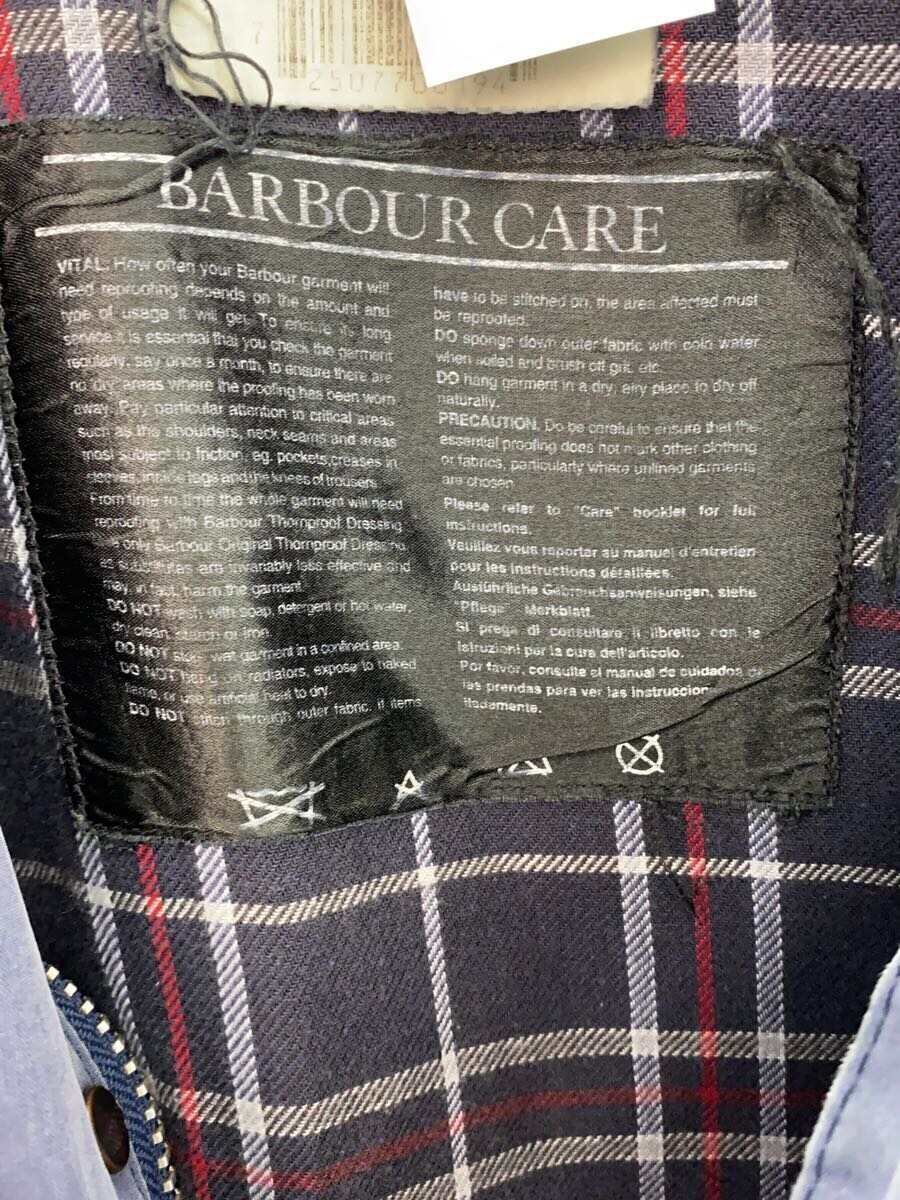 7
25077
194
BARBOUR CARE
VITAL. How often your Barbour garment will
need reproofing depends on the amount and
type of usage it will get. To ensure its long
service it is essential that you check the garment
regularly, say once a month, to ensure there are
no dry areas where the proofing has been worn
away. Pay particular attention to critical areas
such as the shoulders, neck seams and areas
most subject to friction, eg. pockets, creases in
sleeves, inside legs and the knees of trousers.
From time to time the whole garment will need
reproofing with Barbour Thornproof Dressing
only Barbour Original Thornproof Dressing
as substitutes are invariably less effective and
may, in fact, harm the garment.
DO NOT wash with soap, detergent or hot water,
dry clean, starch or iron.
DO NOT store wet garment in a confined area.
DO NOT radiators, expose to naked
flame, or use artificial heat to dry.
DO NOT stitch through outer fabric. If items
have to be stitched on, the area affected must
be reproofed.
DO sponge down outer fabric with cold water
when soiled and brush off grit, etc.
DO hang garment in a dry, airy place to dry off
naturally.
PRECAUTION. Do be careful to ensure that the
essential proofing does not mark other clothing
or fabrics, particularly where unlined garments
are chosen.
Please refer to "Care" booklet for full
instructions.
Veuillez vous reporter au manuel d'entretien
pour les instructions détaillées.
Ausführliche Gebrauchsanweisungen, siehe
"Pflege" Merkblatt.
Si prega di consultare il libretto con le
istruzioni per la cura dell'articolo.
Por favor, consulte el manual de cuidados de
las prendas para ver las instruccion
lladamente.